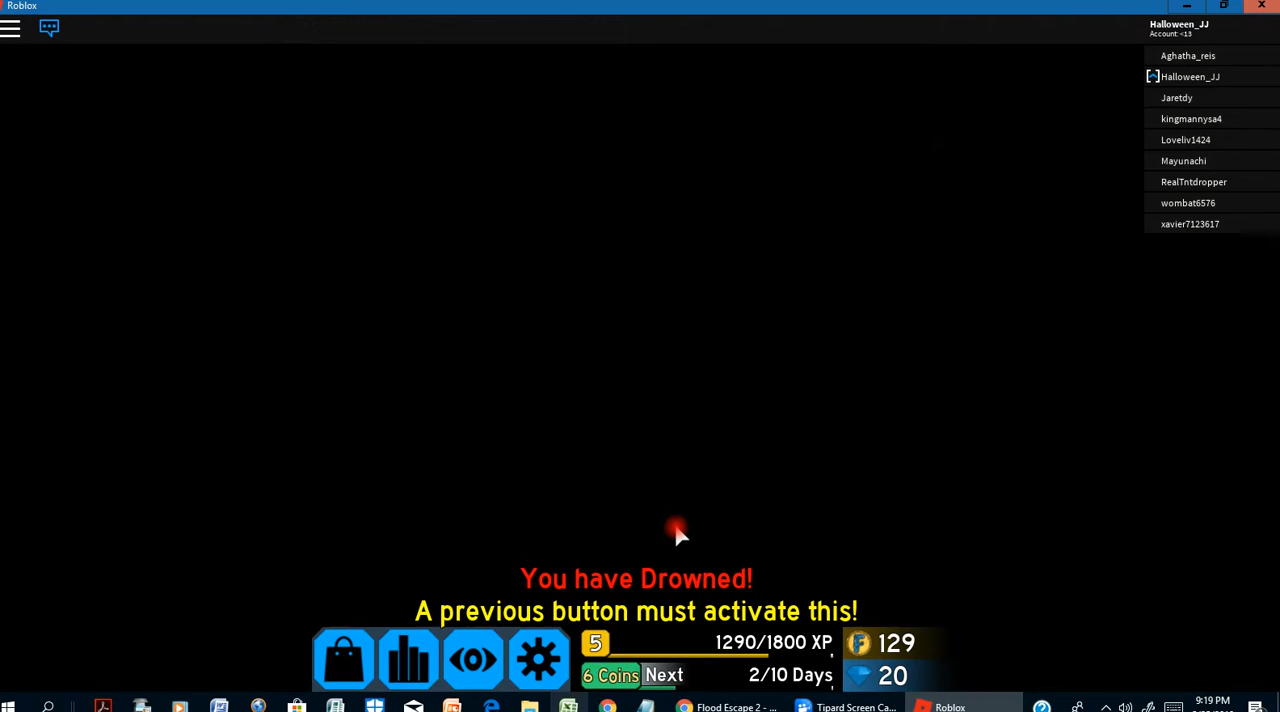 Roblox
Halloween_JJ
Account: <13
Aghatha_reis
Halloween_JJ
Jaretdy
kingmannysa4
Loveliv1424
Mayunachi
RealTntdropper
wombat6576
xavier7123617
You have Drowned!
A previous button must activate this!
5 1290/1800 XP 129
6 Coins Next 2/10 Days 20
Flood Escape 2 - ... Tipard Screen Ca... Roblox 9:19 PM